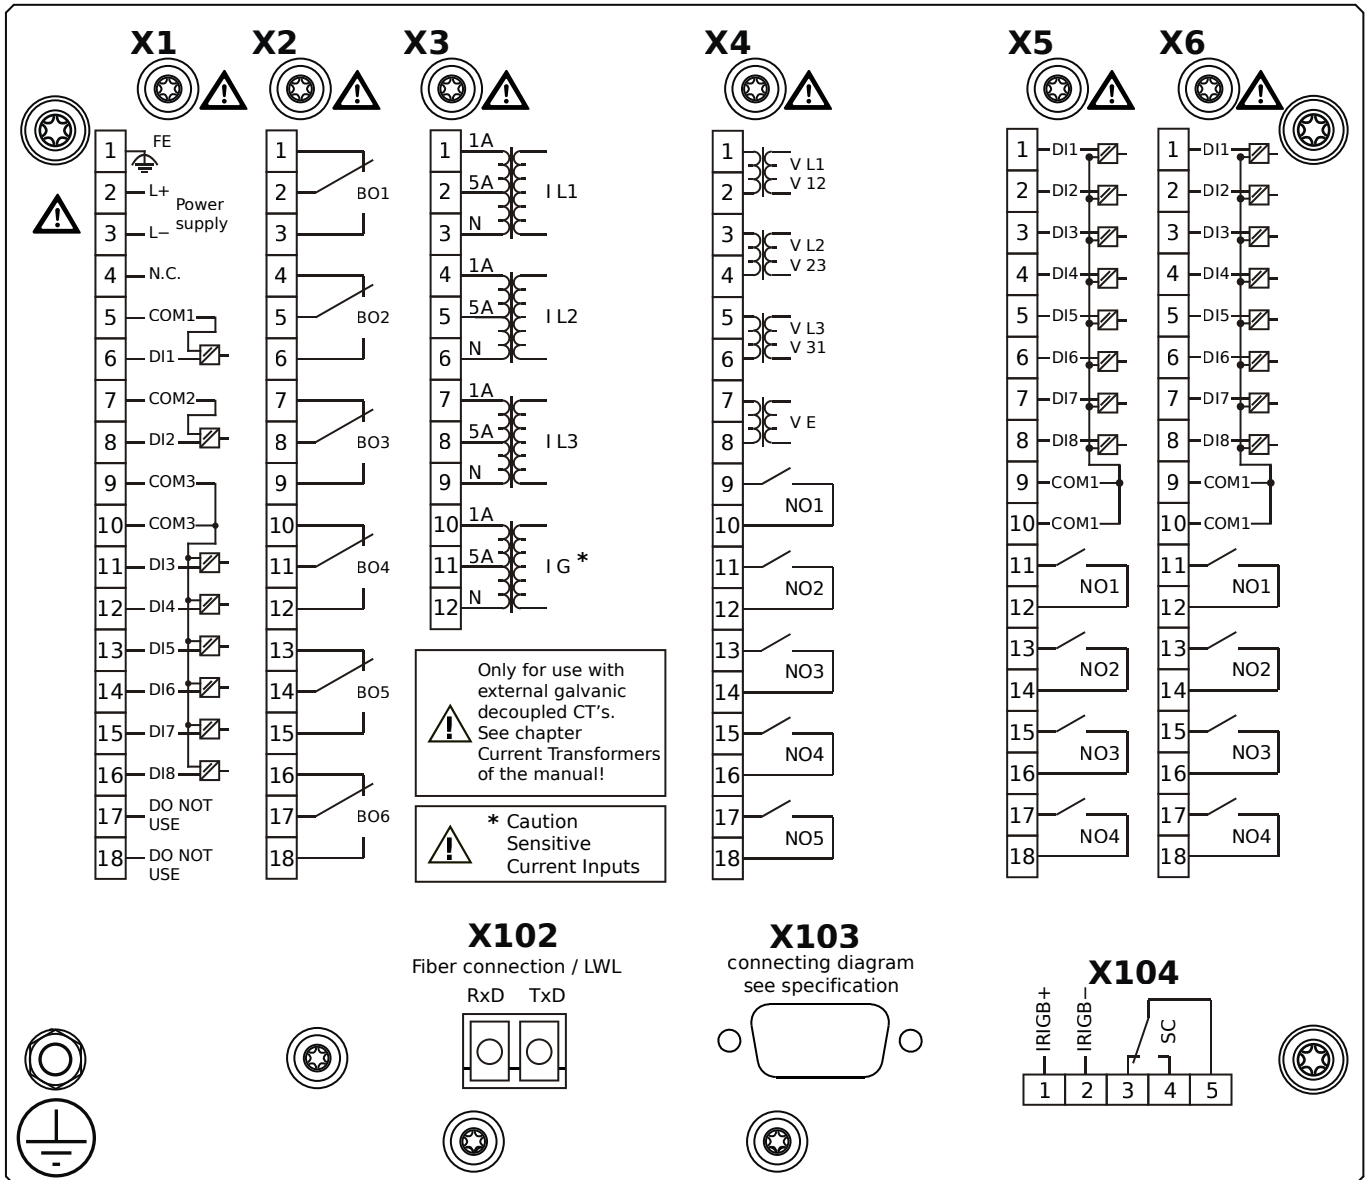 X1 X2 X3 X4 X5 X6
1 FE
2 L+
Power
supply
3 L−
4 N.C.
5 COM1
6 DI1
7 COM2
8 DI2
9 COM3
10 COM3
11 DI3
12 DI4
13 DI5
14 DI6
15 DI7
16 DI8
17 DO NOT
USE
18 DO NOT
USE
1
2 BO1
3
4
5 BO2
6
7
8 BO3
9
10
11 BO4
12
13
14 BO5
15
16
17 BO6
18
1 1A
2 5A I L1
3 N
4 1A
5 5A I L2
6 N
7 1A
8 5A I L3
9 N
10 1A
11 5A I G *
12 N
Only for use with
external galvanic
decoupled CT's.
See chapter
Current Transformers
of the manual!
* Caution
Sensitive
Current Inputs
1 V L1
2 V 12
3 V L2
4 V 23
5 V L3
6 V 31
7
V E
8
9
NO1
10
11
NO2
12
13
NO3
14
15
NO4
16
17
NO5
18
1 DI1
2 DI2
3 DI3
4 DI4
5 DI5
6 DI6
7 DI7
8 DI8
9 COM1
10 COM1
11
NO1
12
13
NO2
14
15
NO3
16
17
NO4
18
1 DI1
2 DI2
3 DI3
4 DI4
5 DI5
6 DI6
7 DI7
8 DI8
9 COM1
10 COM1
11
NO1
12
13
NO2
14
15
NO3
16
17
NO4
18
X102
Fiber connection / LWL
RxD TxD
X103
connecting diagram
see specification
X104
IRIGB+
IRIGB−
SC
1 2 3 4 5